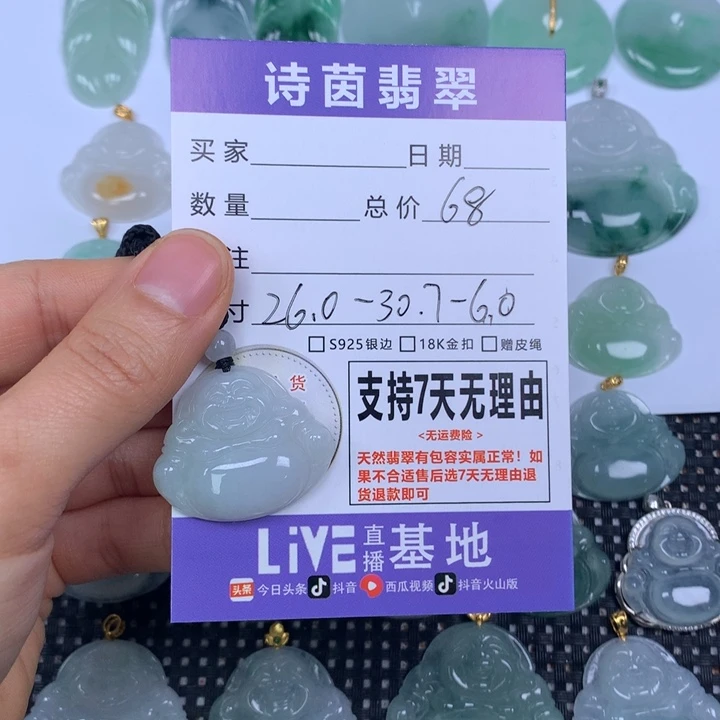 诗茵翡翠
买家 日期
数量 总价 68
注
寸 26.0-30.7-6.0
S925银边 18K金扣 赠皮绳
货
支持7天无理由
<无运费险>
天然翡翠有包容实属正常！如
果不合适售后选7天无理由退
货退款即可
LiVE 直播 基地
头条 今日头条 抖音 西瓜视频 抖音火山版